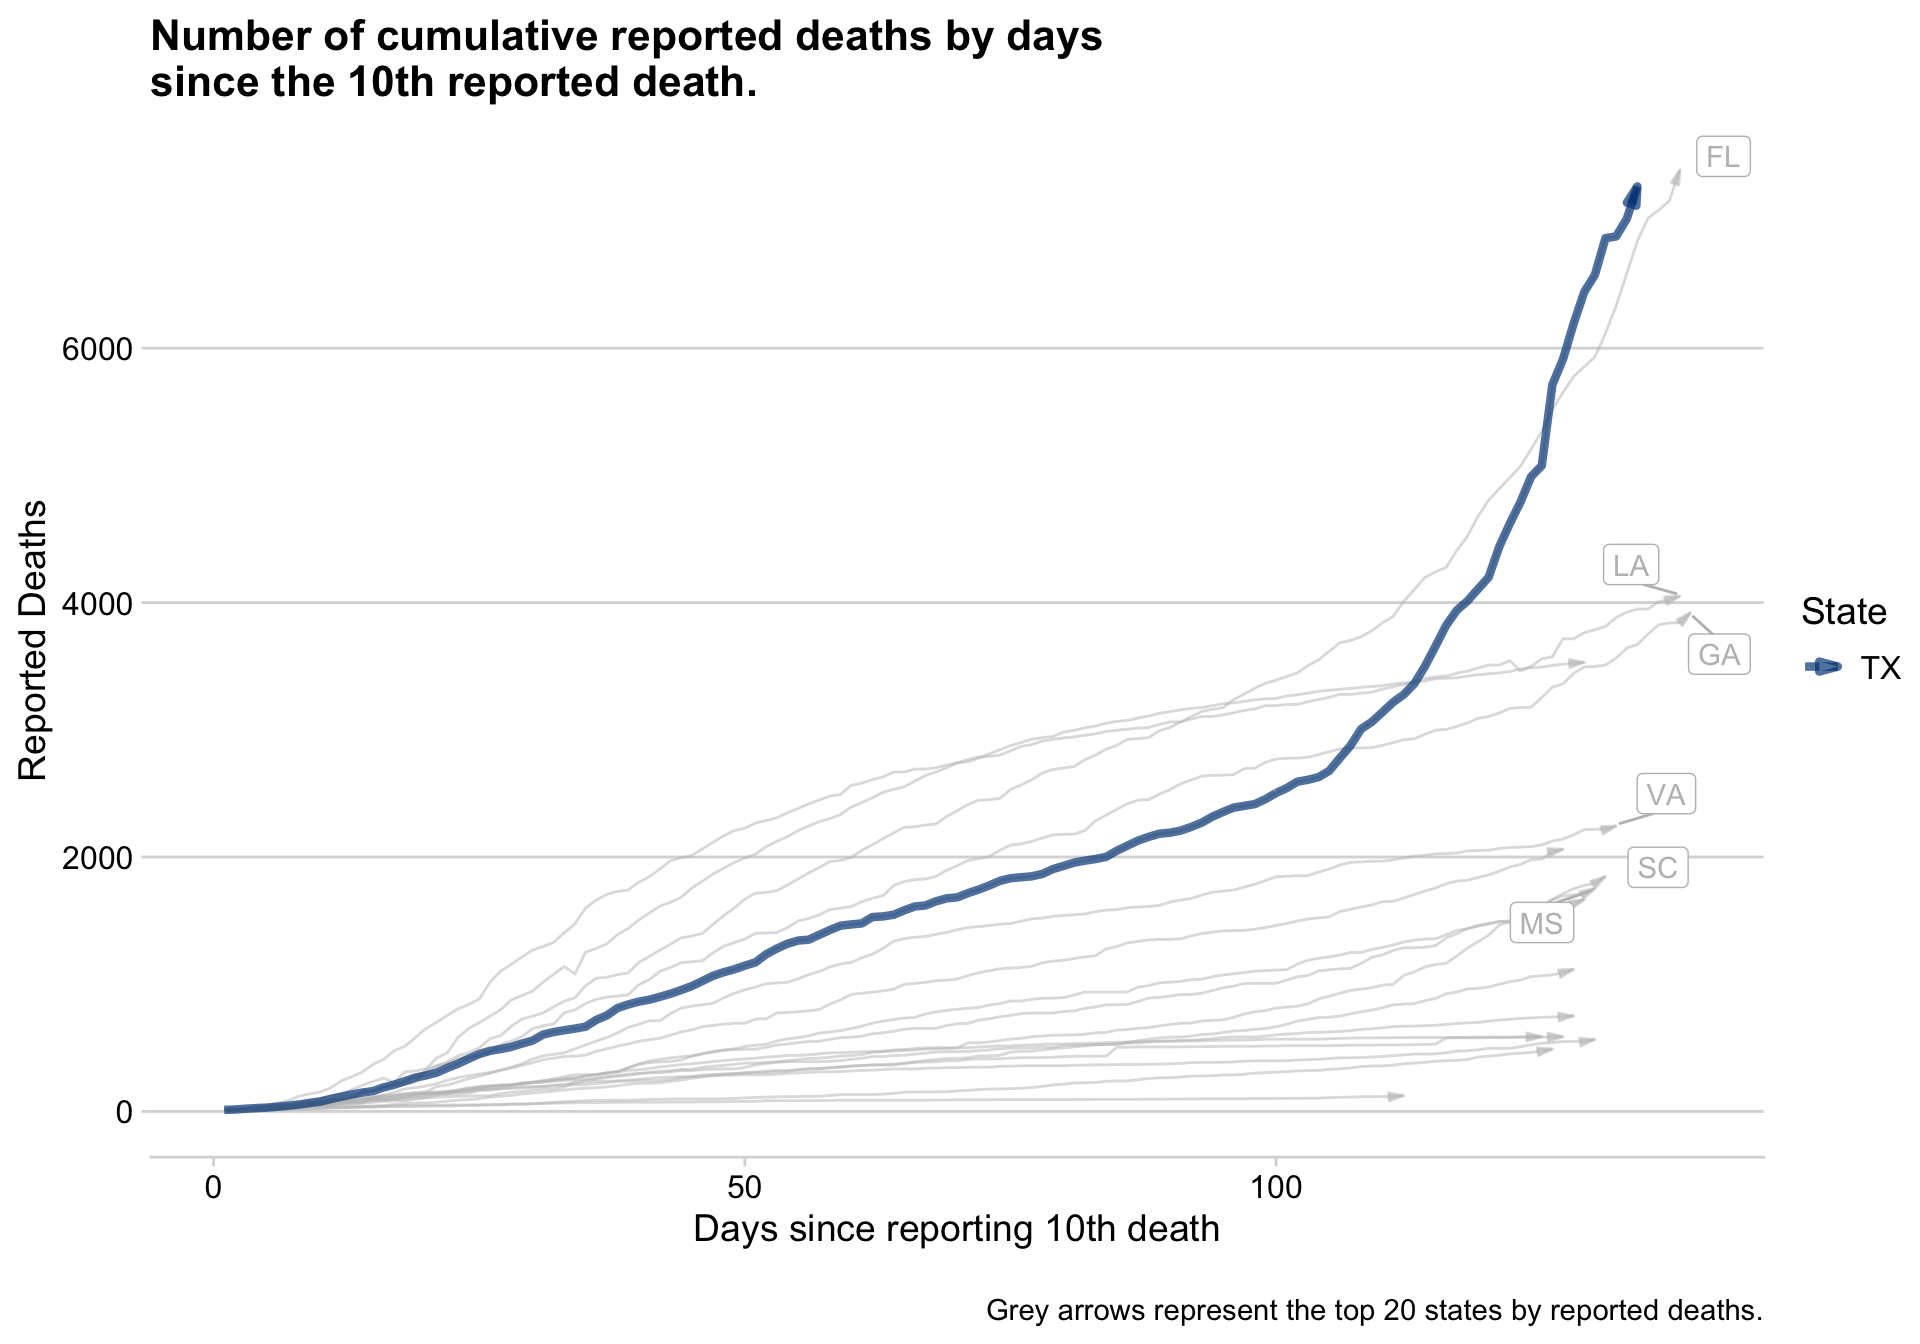 Number of cumulative reported deaths by days
since the 10th reported death.
FL
6000
LA
4000
GA
State
TX
Reported Deaths
VA
2000
SC
MS
0
0 50 100
Days since reporting 10th death
Grey arrows represent the top 20 states by reported deaths.